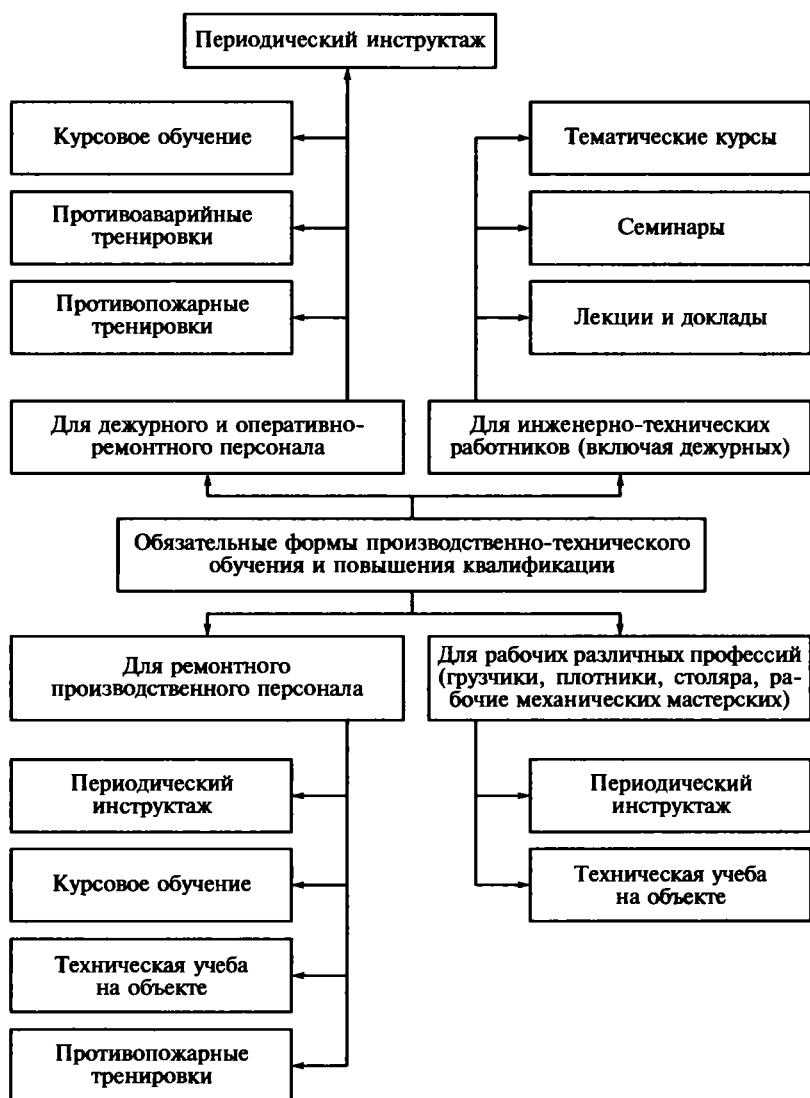 Периодический инструктаж
Курсовое обучение
Тематические курсы
Противоаварийные
тренировки
Семинары
Противопожарные
тренировки
Лекции и доклады
Для дежурного и оперативно-
ремонтного персонала
Для инженерно-технических
работников (включая дежурных)
Обязательные формы производственно-технического
обучения и повышения квалификации
Для ремонтного
производственного персонала
Для рабочих различных профессий
(грузчики, плотники, столяра, ра-
бочие механических мастерских)
Периодический
инструктаж
Периодический
инструктаж
Курсовое обучение
Техническая учеба
на объекте
Техническая учеба
на объекте
Противопожарные
тренировки